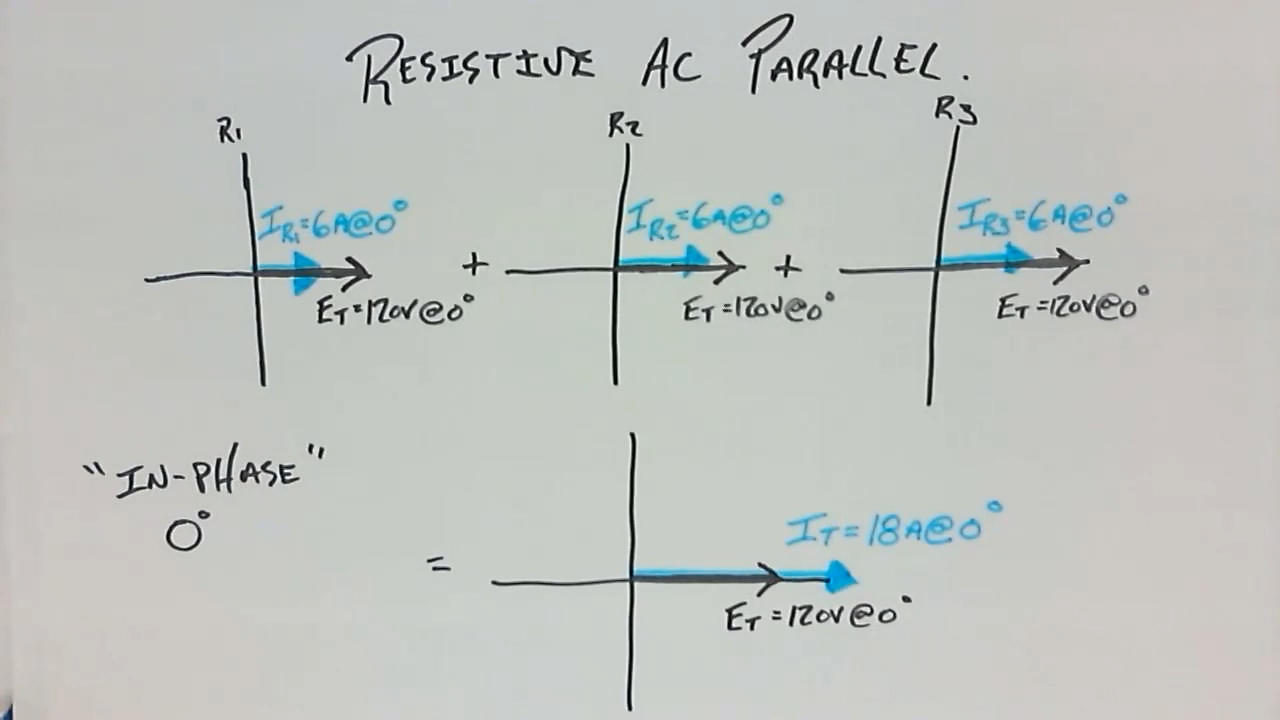 RESISTIVE AC PARALLEL.
R1
R2
R3
IR1=6A@0°
IR2=6A@0°
IR3=6A@0°
+
+
ET=120V@0°
ET=120V@0°
ET=120V@0°
"IN-PHASE"
0°
=
IT=18A@0°
ET=120V@0°